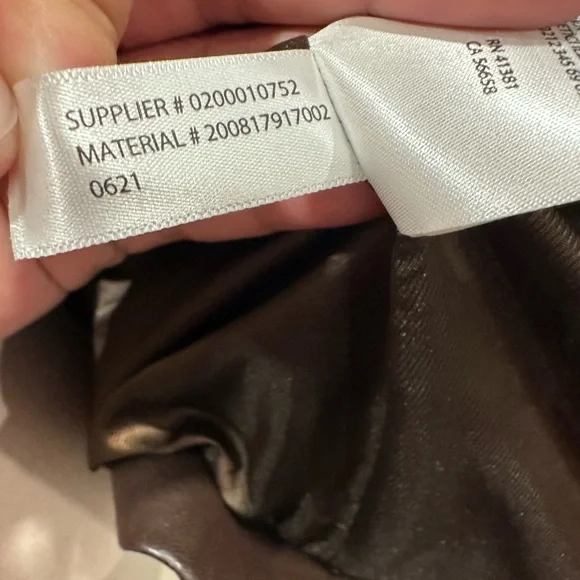 SUPPLIER # 0200010752
MATERIAL # 200817917002
0621
RN 41381
CA 56658